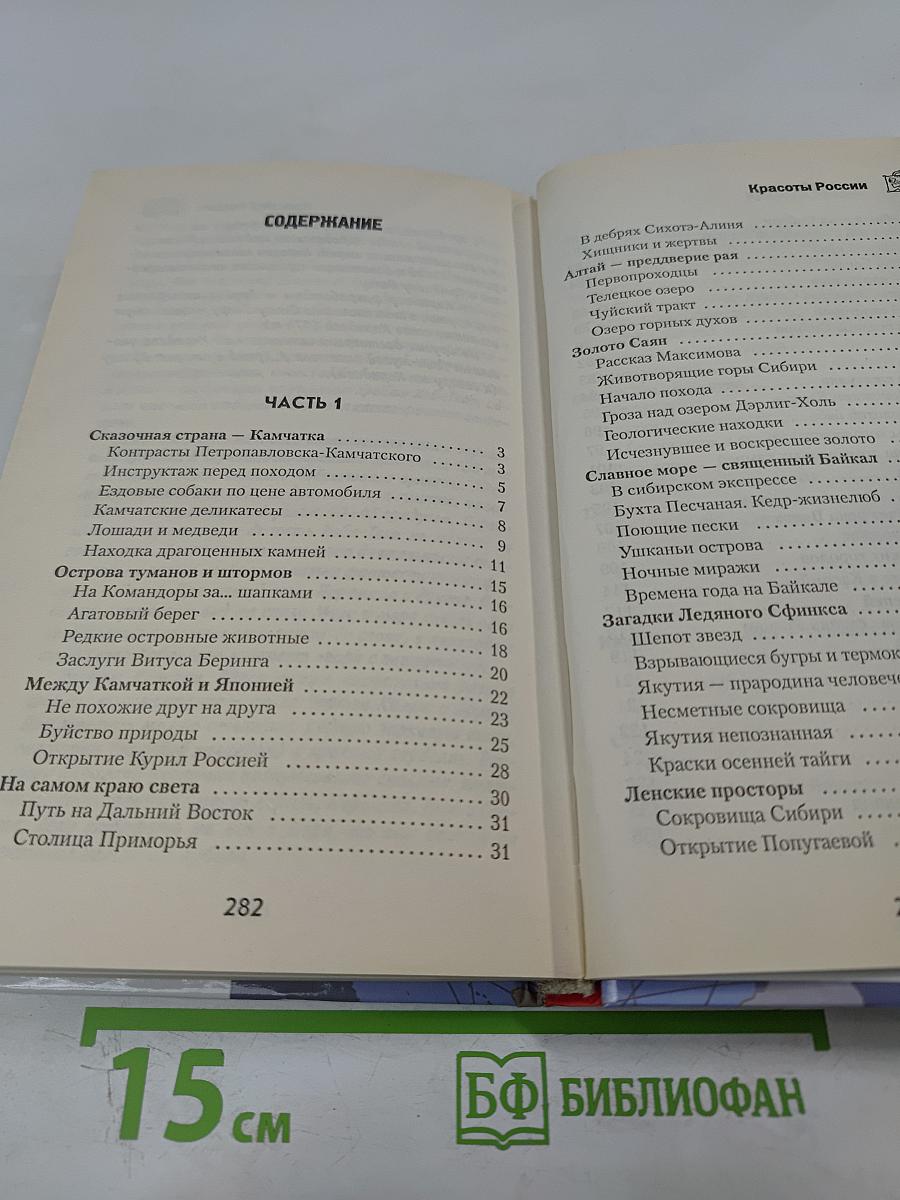 СОДЕРЖАНИЕ
ЧАСТЬ 1
Сказочная страна — Камчатка ........ 3
Контрасты Петропавловска-Камчатского ........ 3
Инструктаж перед походом ........ 5
Ездовые собаки по цене автомобиля ........ 7
Камчатские деликатесы ........ 8
Лошади и медведи ........ 9
Находка драгоценных камней ........ 11
Острова туманов и штормов ........ 15
На Командоры за... шапками ........ 16
Агатовый берег ........ 16
Редкие островные животные ........ 18
Заслуги Витуса Беринга ........ 20
Между Камчаткой и Японией ........ 22
Не похожие друг на друга ........ 23
Буйство природы ........ 25
Открытие Курил Россией ........ 28
На самом краю света ........ 30
Путь на Дальний Восток ........ 31
Столица Приморья ........ 31
282
Красоты России
В дебрях Сихотэ-Алиня ........
Хищники и жертвы ........
Алтай — преддверие рая ........
Первопроходцы ........
Телецкое озеро ........
Чуйский тракт ........
Озеро горных духов ........
Золото Саян ........
Рассказ Максимова ........
Животворящие горы Сибири ........
Начало похода ........
Гроза над озером Дэрлиг-Холь ........
Геологические находки ........
Исчезнувшее и воскресшее золото ........
Славное море — священный Байкал ........
В сибирском экспрессе ........
Бухта Песчаная. Кедр-жизнелюб .
Поющие пески ........
Ушканьи острова ........
Ночные миражи ........
Времена года на Байкале ........
Загадки Ледяного Сфинкса ........
Шепот звезд ........
Взрывающиеся бугры и термок
Якутия — прародина человече
Несметные сокровища ........
Якутия непознанная ........
Краски осенней тайги ........
Ленские просторы ........
Сокровища Сибири ........
Открытие Попугаевой ..
15 см
БФ БИБЛИОФАН